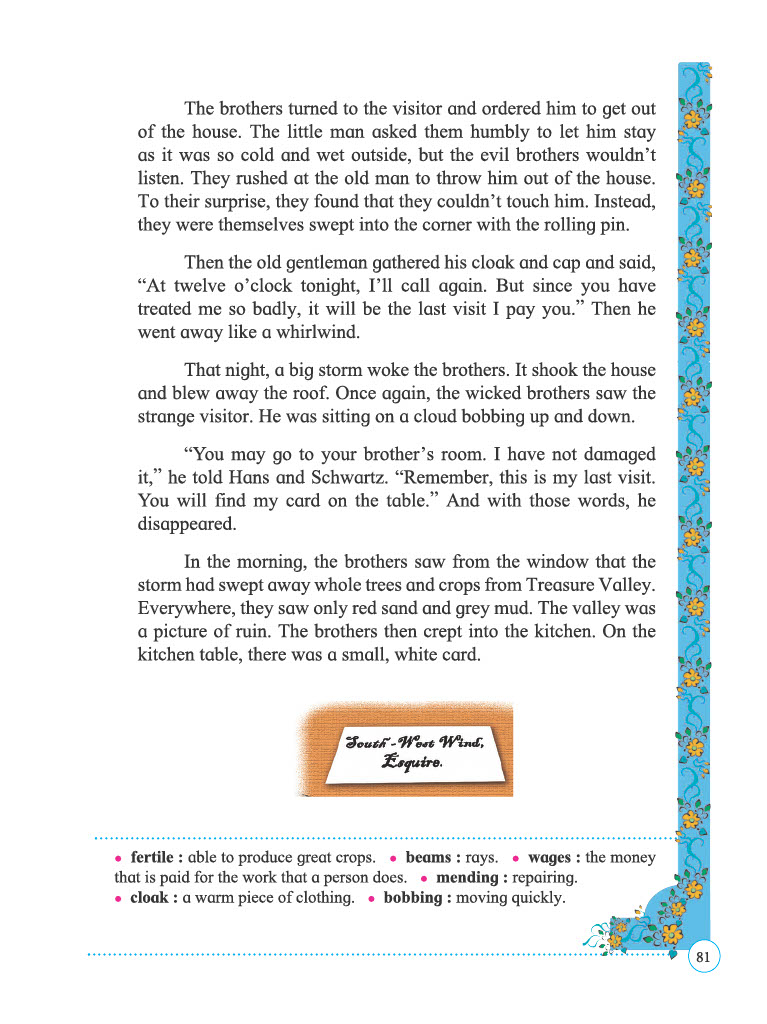 The brothers turned to the visitor and ordered him to get out
of the house. The little man asked them humbly to let him stay
as it was so cold and wet outside, but the evil brothers wouldn’t
listen. They rushed at the old man to throw him out of the house.
To their surprise, they found that they couldn’t touch him. Instead,
they were themselves swept into the corner with the rolling pin.
Then the old gentleman gathered his cloak and cap and said,
“At twelve o’clock tonight, I’ll call again. But since you have
treated me so badly, it will be the last visit I pay you.” Then he
went away like a whirlwind.
That night, a big storm woke the brothers. It shook the house
and blew away the roof. Once again, the wicked brothers saw the
strange visitor. He was sitting on a cloud bobbing up and down.
“You may go to your brother’s room. I have not damaged
it,” he told Hans and Schwartz. “Remember, this is my last visit.
You will find my card on the table.” And with those words, he
disappeared.
In the morning, the brothers saw from the window that the
storm had swept away whole trees and crops from Treasure Valley.
Everywhere, they saw only red sand and grey mud. The valley was
a picture of ruin. The brothers then crept into the kitchen. On the
kitchen table, there was a small, white card.
South - West Wind,
Esquire.
• fertile : able to produce great crops. • beams : rays. • wages : the money
that is paid for the work that a person does. • mending : repairing.
• cloak : a warm piece of clothing. • bobbing : moving quickly.
81